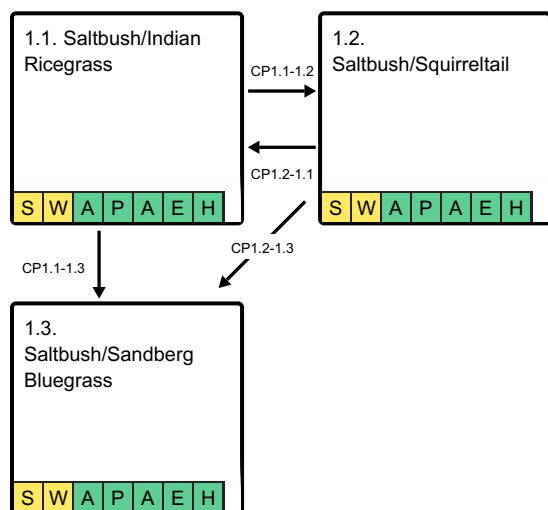 1.1. Saltbush/Indian
Ricegrass
CP1.1-1.2
1.2.
Saltbush/Squirreltail
CP1.2-1.1
S W A P A E H
S W A P A E H
CP1.2-1.3
CP1.1-1.3
1.3.
Saltbush/Sandberg
Bluegrass
S W A P A E H